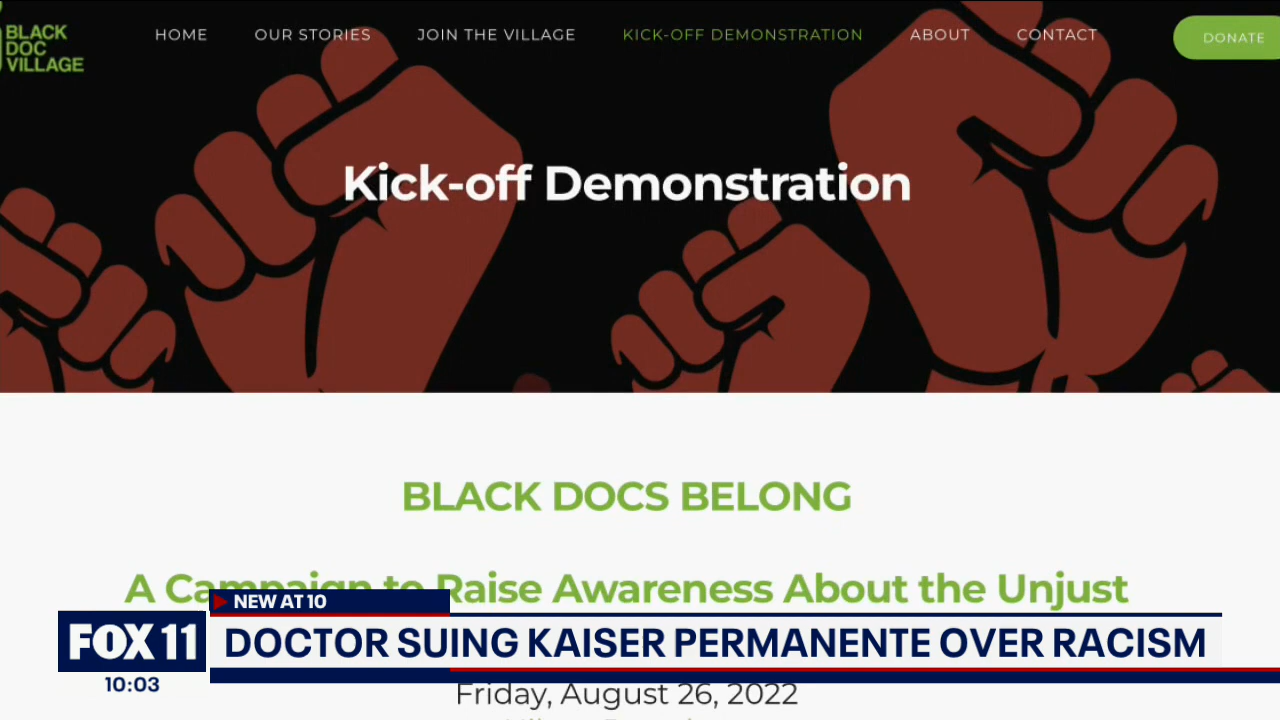 BLACK
DOC
VILLAGE
HOME
OUR STORIES
JOIN THE VILLAGE
KICK-OFF DEMONSTRATION
ABOUT
CONTACT
DONATE
Kick-off Demonstration
BLACK DOCS BELONG
A Campaign to Raise Awareness About the Unjust
NEW AT 10
FOX 11
DOCTOR SUING KAISER PERMANENTE OVER RACISM
10:03
Friday, August 26, 2022